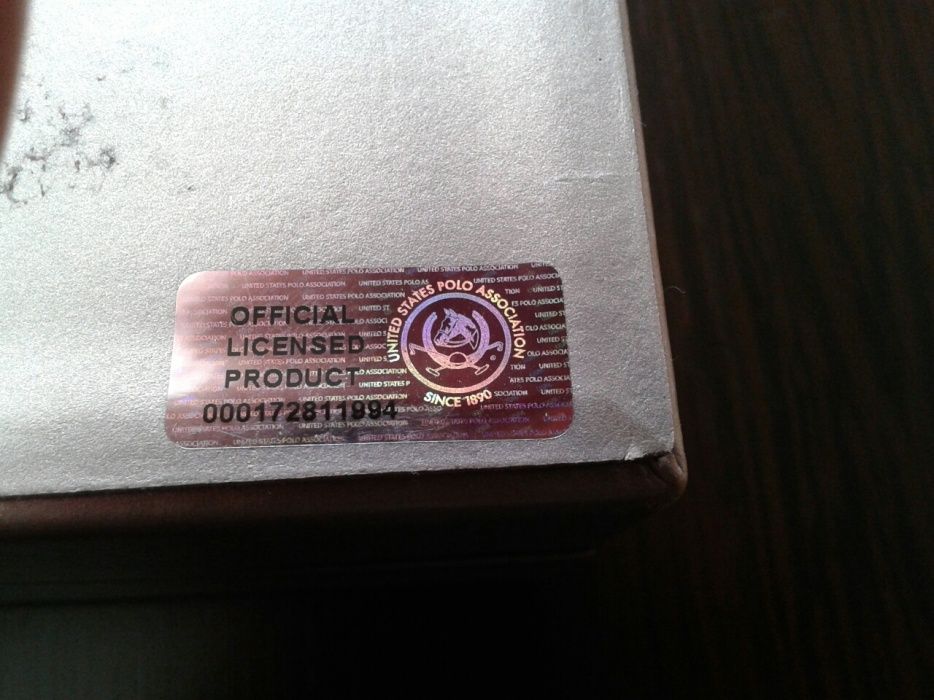 OFFICIAL
LICENSED
PRODUCT
000172811994
UNITED STATES POLO ASSOCIATION
SINCE 1890